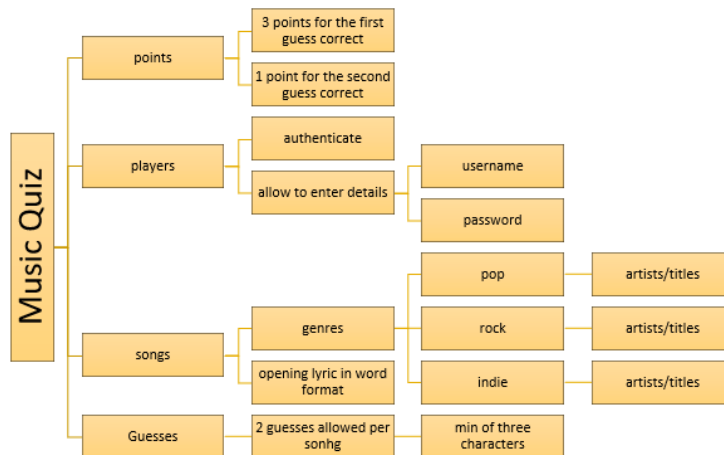 Music Quiz
points
3 points for the first
guess correct
1 point for the second
guess correct
players
authenticate
allow to enter details
username
password
songs
genres
pop
artists/titles
rock
artists/titles
indie
artists/titles
opening lyric in word
format
Guesses
2 guesses allowed per
sonhg
min of three
characters